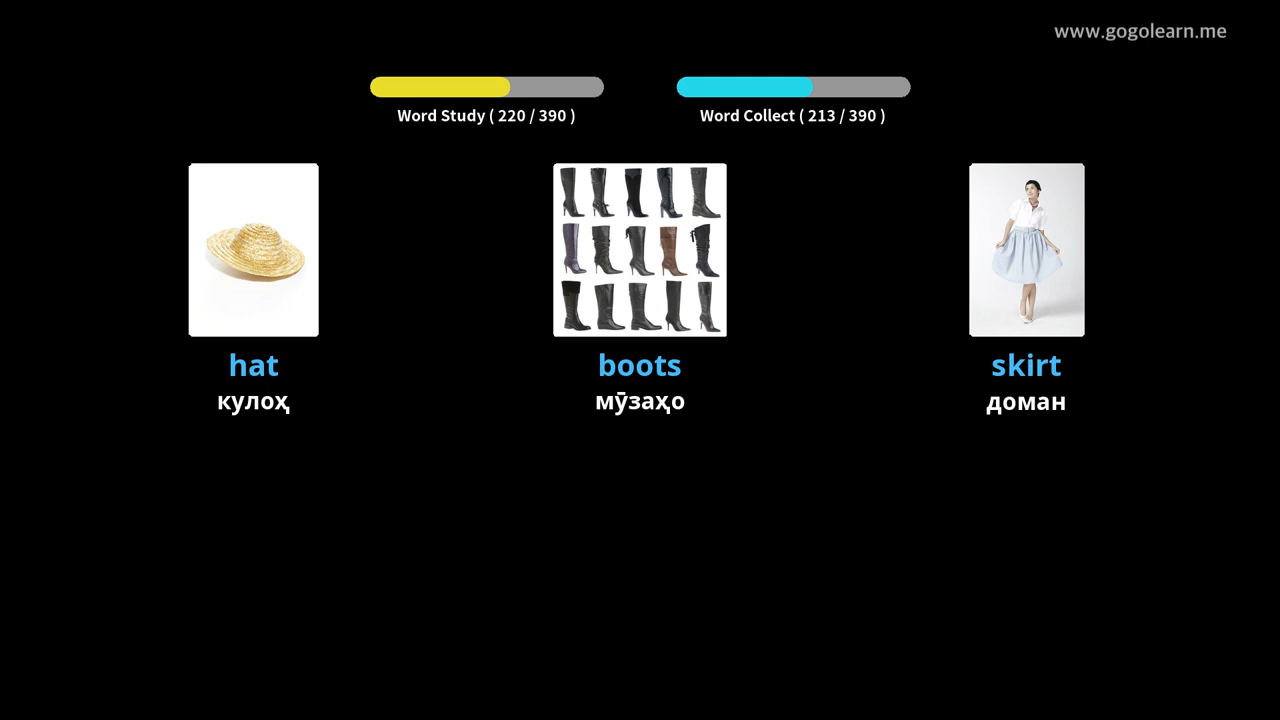 www.gogolearn.me
Word Study ( 220 / 390 )
Word Collect ( 213 / 390 )
hat
кулоҳ
boots
мӯзаҳо
skirt
доман